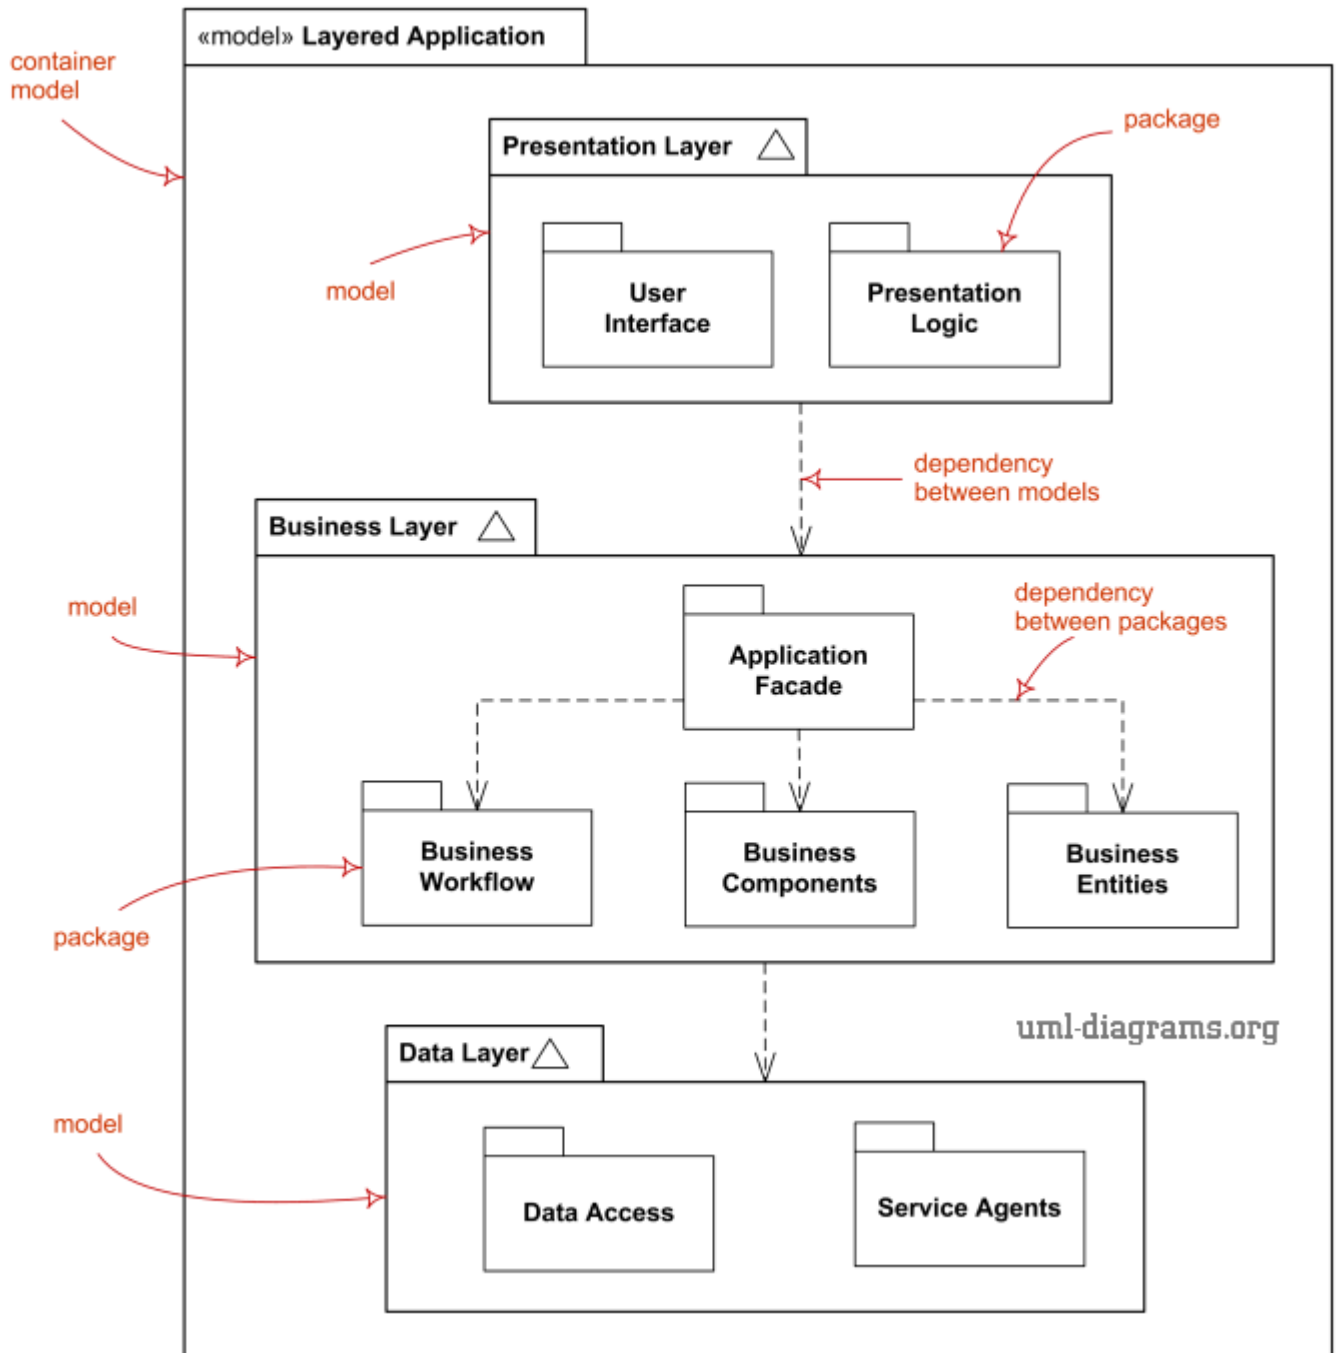 «model» Layered Application
container
model
Presentation Layer
package
model
User
Interface
Presentation
Logic
dependency
between models
Business Layer
model
dependency
between packages
Application
Facade
Business
Workflow
Business
Components
Business
Entities
package
uml-diagrams.org
Data Layer
model
Data Access
Service Agents